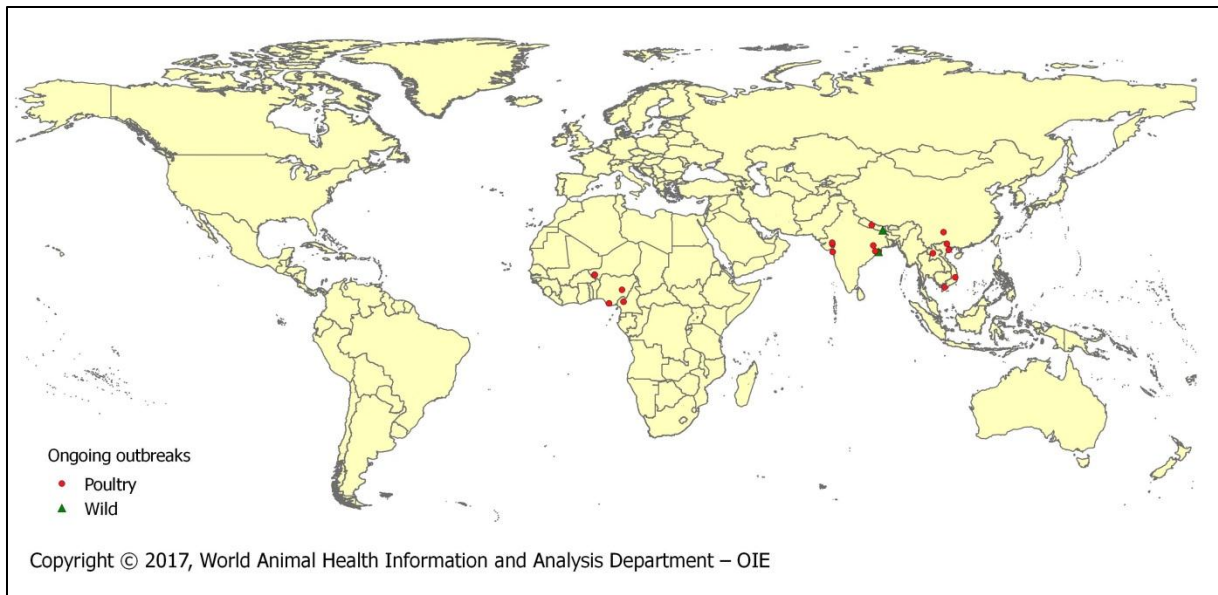 Ongoing outbreaks
Poultry
Wild
Copyright © 2017, World Animal Health Information and Analysis Department – OIE